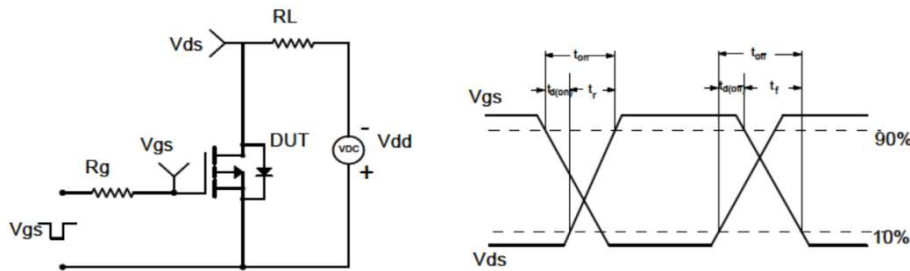 RL
Vds
Vgs
DUT
-
VDC
Vdd
+
Rg
Vgs
ton
toff
td(on)
tr
td(off)
tf
Vgs
90%
10%
Vds